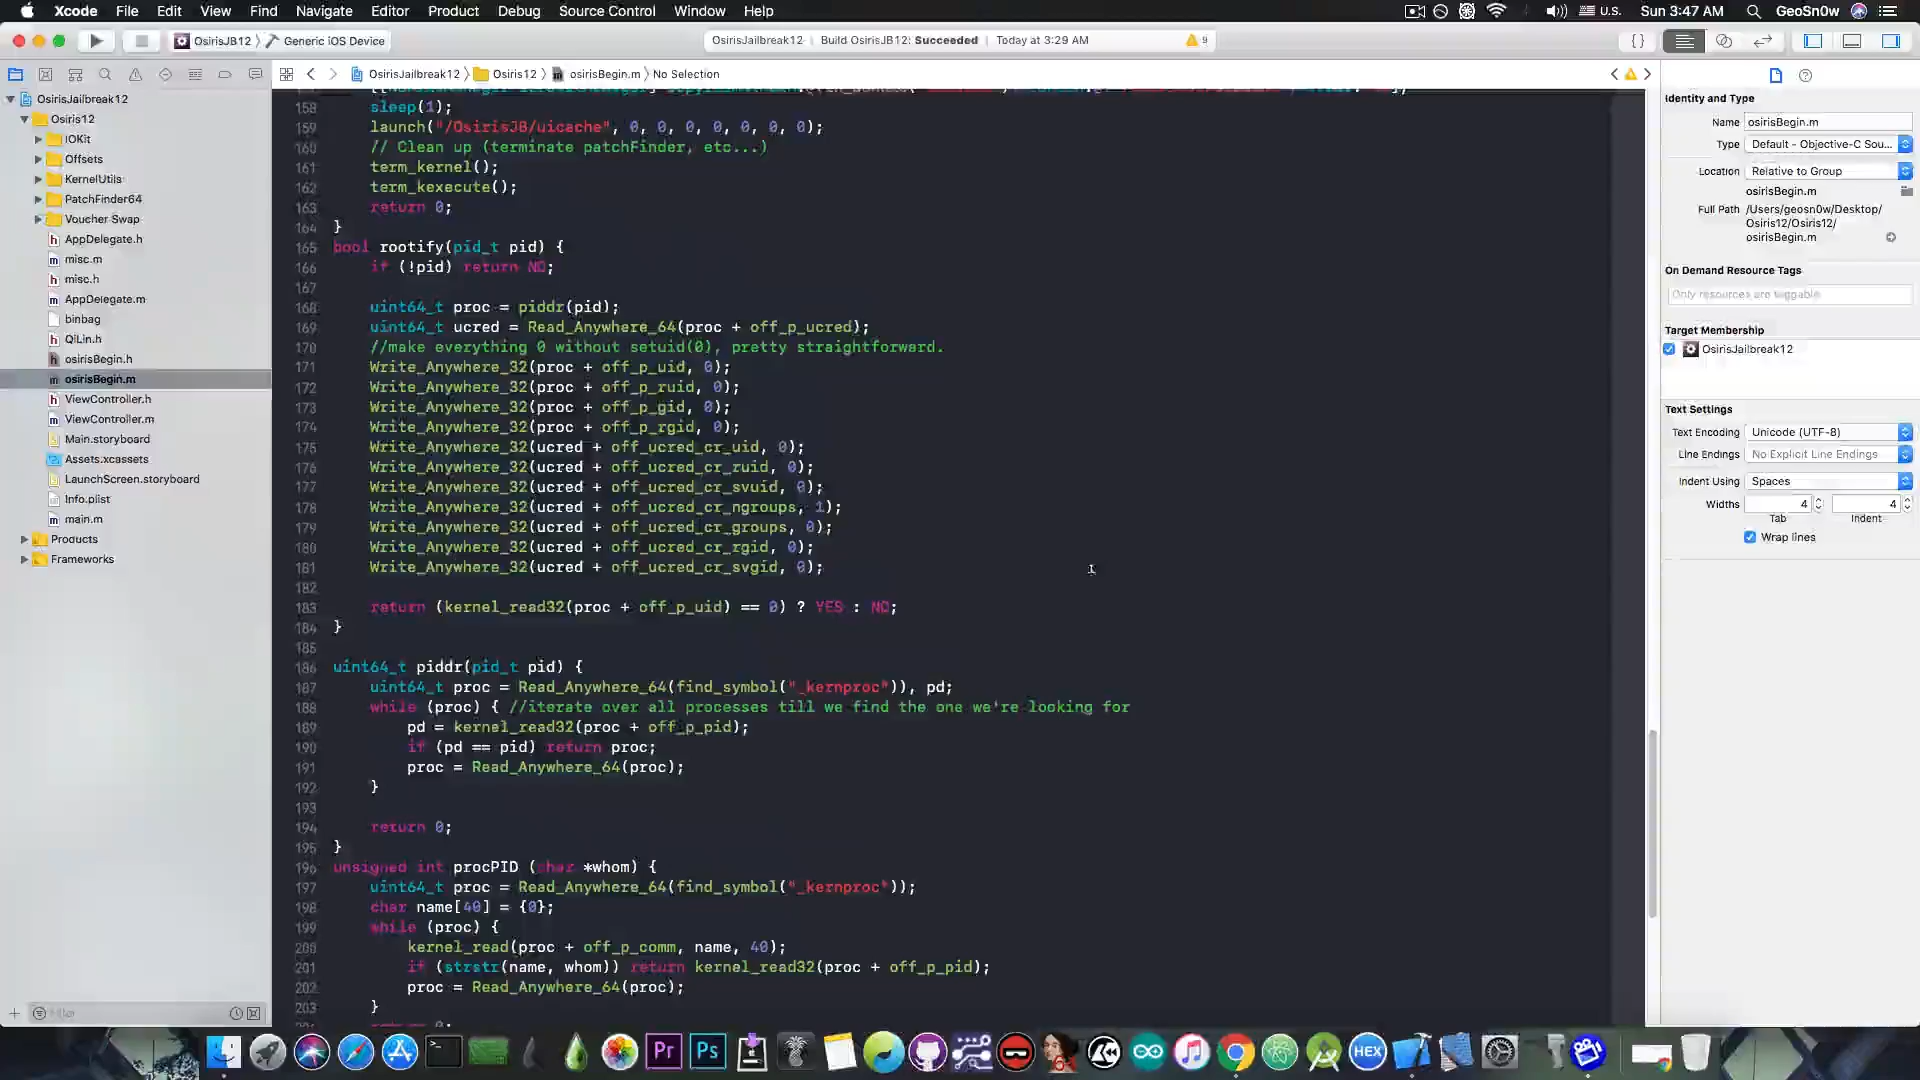 Xcode File Edit View Find Navigate Editor Product Debug Source Control Window Help
U.S. Sun 3:47 AM GeoSn0w
OsirisJB12 Generic iOS Device
OsirisJailbreak12 Build OsirisJB12: Succeeded Today at 3:29 AM 9
OsirisJailbreak12 Osiris12 osirisBegin.m No Selection
OsirisJailbreak12
Osiris12
IOKit
Offsets
KernelUtils
PatchFinder64
Voucher Swap
AppDelegate.h
misc.m
misc.h
AppDelegate.m
binbag
QiLin.h
osirisBegin.h
osirisBegin.m
ViewController.h
ViewController.m
Main.storyboard
Assets.xcassets
LaunchScreen.storyboard
Info.plist
main.m
Products
Frameworks
Filter
158 sleep(1);
159 launch("/OsirisJB/uicache", 0, 0, 0, 0, 0, 0, 0);
160 // Clean up (terminate patchFinder, etc...)
161 term_kernel();
162 term_kexecute();
163 return 0;
164 }
165 bool rootify(pid_t pid) {
166 if (!pid) return NO;
167
168 uint64_t proc = piddr(pid);
169 uint64_t ucred = Read_Anywhere_64(proc + off_p_ucred);
170 //make everything 0 without setuid(0), pretty straightforward.
171 Write_Anywhere_32(proc + off_p_uid, 0);
172 Write_Anywhere_32(proc + off_p_ruid, 0);
173 Write_Anywhere_32(proc + off_p_gid, 0);
174 Write_Anywhere_32(proc + off_p_rgid, 0);
175 Write_Anywhere_32(ucred + off_ucred_cr_uid, 0);
176 Write_Anywhere_32(ucred + off_ucred_cr_ruid, 0);
177 Write_Anywhere_32(ucred + off_ucred_cr_svuid, 0);
178 Write_Anywhere_32(ucred + off_ucred_cr_ngroups, 1);
179 Write_Anywhere_32(ucred + off_ucred_cr_groups, 0);
180 Write_Anywhere_32(ucred + off_ucred_cr_rgid, 0);
181 Write_Anywhere_32(ucred + off_ucred_cr_svgid, 0);
182
183 return (kernel_read32(proc + off_p_uid) == 0) ? YES : NO;
184 }
185
186 uint64_t piddr(pid_t pid) {
187 uint64_t proc = Read_Anywhere_64(find_symbol("_kernproc")), pd;
188 while (proc) { //iterate over all processes till we find the one we're looking for
189 pd = kernel_read32(proc + off_p_pid);
190 if (pd == pid) return proc;
191 proc = Read_Anywhere_64(proc);
192 }
193
194 return 0;
195 }
196 unsigned int procPID (char *whom) {
197 uint64_t proc = Read_Anywhere_64(find_symbol("_kernproc"));
198 char name[40] = {0};
199 while (proc) {
200 kernel_read(proc + off_p_comm, name, 40);
201 if (strstr(name, whom)) return kernel_read32(proc + off_p_pid);
202 proc = Read_Anywhere_64(proc);
203 }
Identity and Type
Name osirisBegin.m
Type Default - Objective-C Sou...
Location Relative to Group
osirisBegin.m
Full Path /Users/geosn0w/Desktop/
Osiris12/Osiris12/
osirisBegin.m
On Demand Resource Tags
Only resources are taggable
Target Membership
OsirisJailbreak12
Text Settings
Text Encoding Unicode (UTF-8)
Line Endings No Explicit Line Endings
Indent Using Spaces
Widths 4 4
Tab Indent
Wrap lines
Pr Ps HEX